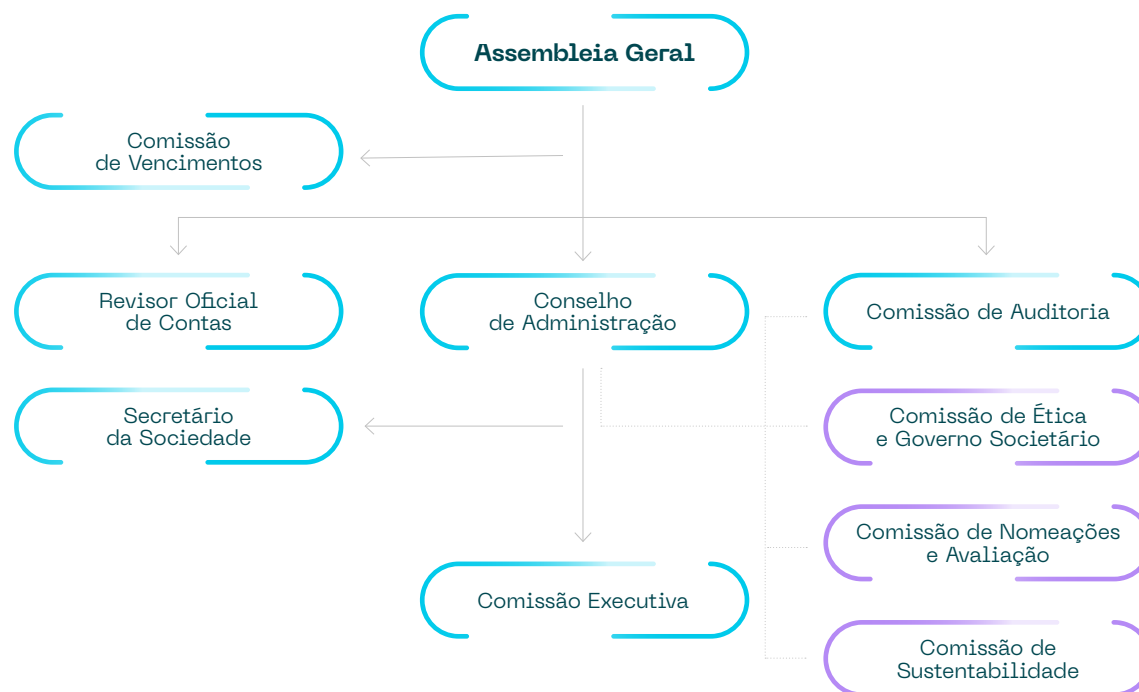 Assembleia Geral
Comissão
de Vencimentos
Revisor Oficial
de Contas
Conselho
de Administração
Comissão de Auditoria
Secretário
da Sociedade
Comissão de Ética
e Governo Societário
Comissão de Nomeações
e Avaliação
Comissão Executiva
Comissão de
Sustentabilidade